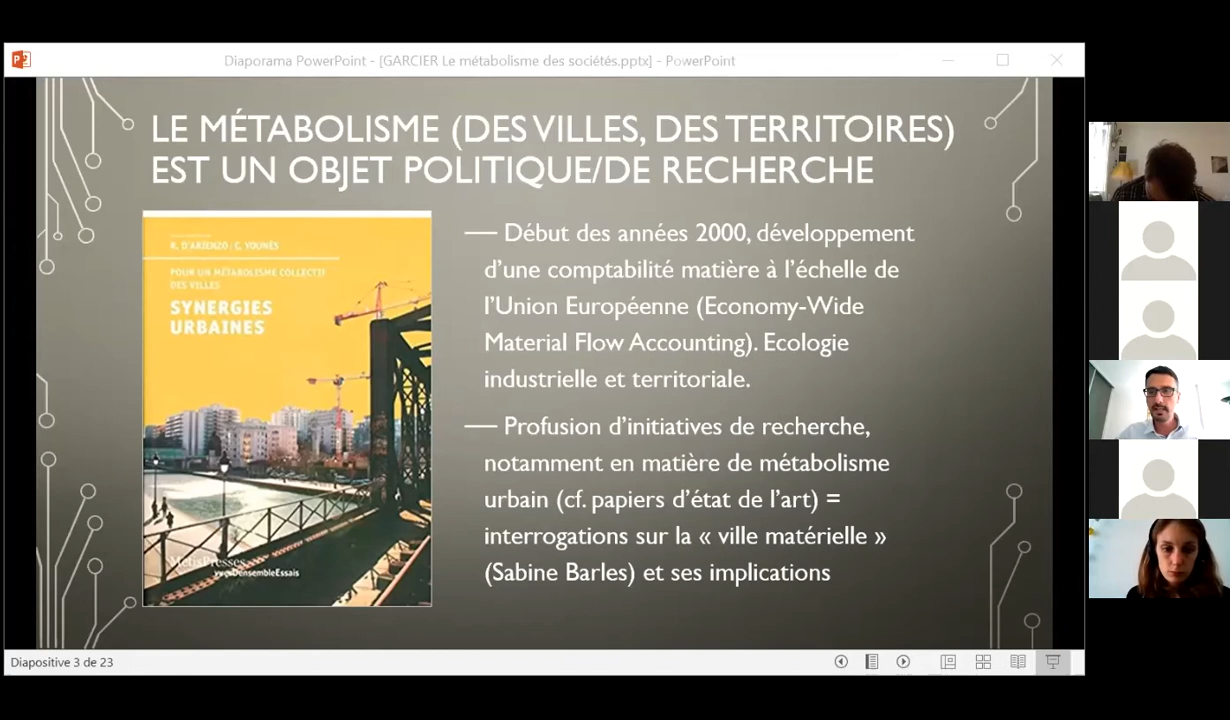 Diaporama PowerPoint - [GARCIER Le métabolisme des sociétés.pptx] - PowerPoint
LE MÉTABOLISME (DES VILLES, DES TERRITOIRES)
EST UN OBJET POLITIQUE/DE RECHERCHE
R. D'ARIENZO / C. YOUNÈS
POUR UN MÉTABOLISME COLLECTIF
DES VILLES
SYNERGIES
URBAINES
MétisPresses
vuesDensembleEssais
— Début des années 2000, développement
d'une comptabilité matière à l'échelle de
l'Union Européenne (Economy-Wide
Material Flow Accounting). Ecologie
industrielle et territoriale.
— Profusion d'initiatives de recherche,
notamment en matière de métabolisme
urbain (cf. papiers d'état de l'art) =
interrogations sur la « ville matérielle »
(Sabine Barles) et ses implications
Diapositive 3 de 23